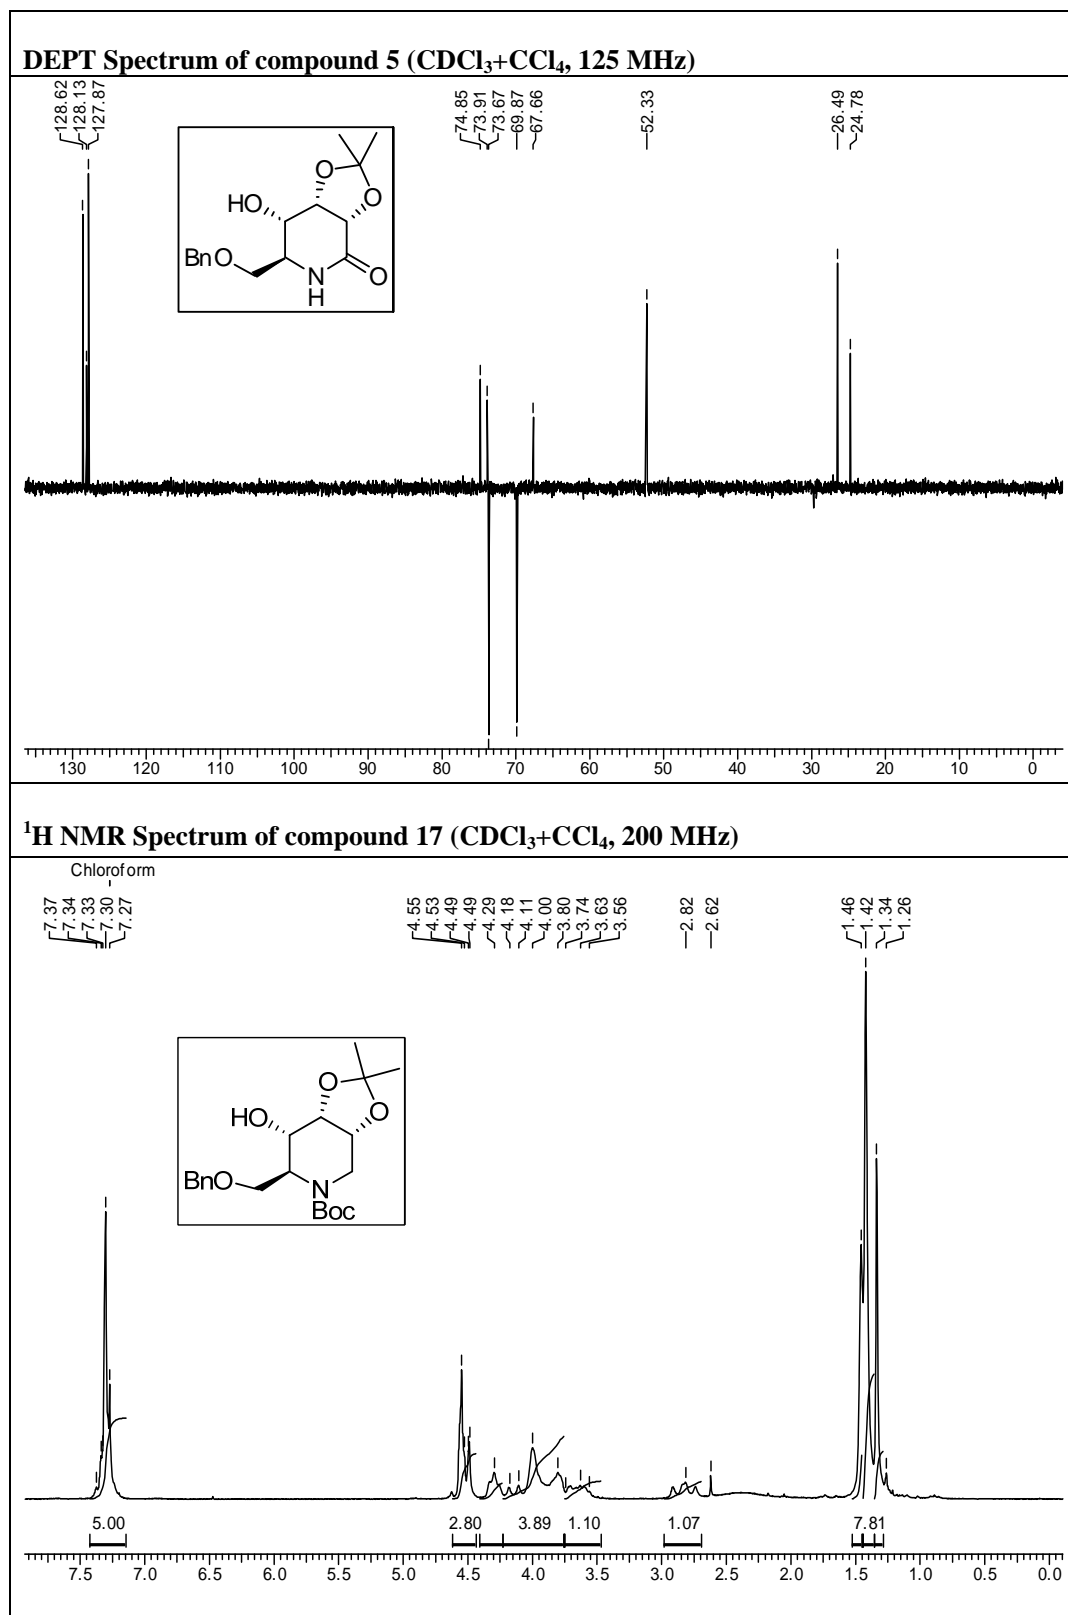 DEPT Spectrum of compound 5 (CDCl3+CCl4, 125 MHz)
128.62
128.13
127.87
74.85
73.91
73.67
69.87
67.66
52.33
26.49
24.78
O
O
HO
BnO
N
H
O
130 120 110 100 90 80 70 60 50 40 30 20 10 0
1H NMR Spectrum of compound 17 (CDCl3+CCl4, 200 MHz)
Chloroform
7.37
7.34
7.33
7.30
7.27
4.55
4.53
4.49
4.49
4.29
4.18
4.11
4.00
3.80
3.74
3.63
3.56
2.82
2.62
1.46
1.42
1.34
1.26
O
O
HO
BnO
N
Boc
5.00 2.80 3.89 1.10 1.07 7.81
7.5 7.0 6.5 6.0 5.5 5.0 4.5 4.0 3.5 3.0 2.5 2.0 1.5 1.0 0.5 0.0